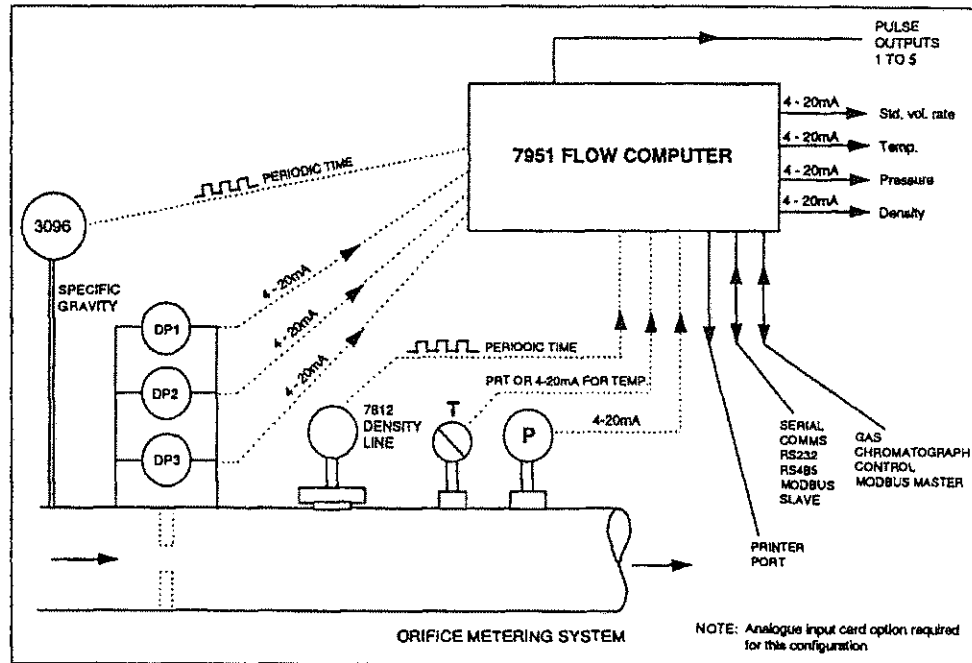 PULSE
OUTPUTS
1 TO 5
7951 FLOW COMPUTER
4 - 20mA
Std. vol. rate
4 - 20mA
Temp.
4 - 20mA
Pressure
4 - 20mA
Density
PERIODIC TIME
3096
SPECIFIC
GRAVITY
4 - 20mA
4 - 20mA
4 - 20mA
DP1
DP2
DP3
PERIODIC TIME
PRT OR 4-20mA FOR TEMP.
4-20mA
7812
DENSITY
LINE
T
P
SERIAL
COMMS
RS232
RS485
MODBUS
SLAVE
GAS
CHROMATOGRAPH
CONTROL
MODBUS MASTER
PRINTER
PORT
ORIFICE METERING SYSTEM
NOTE: Analogue input card option required
for this configuration